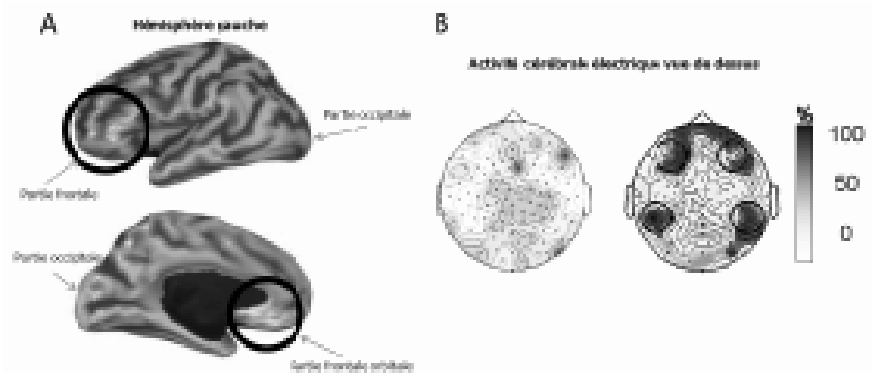 A
Hémisphère gauche
Partie occipitale
Partie frontale
Partie occipitale
Partie frontale orbitale
B
Activité cérébrale électrique vue de dessus
%
100
50
0